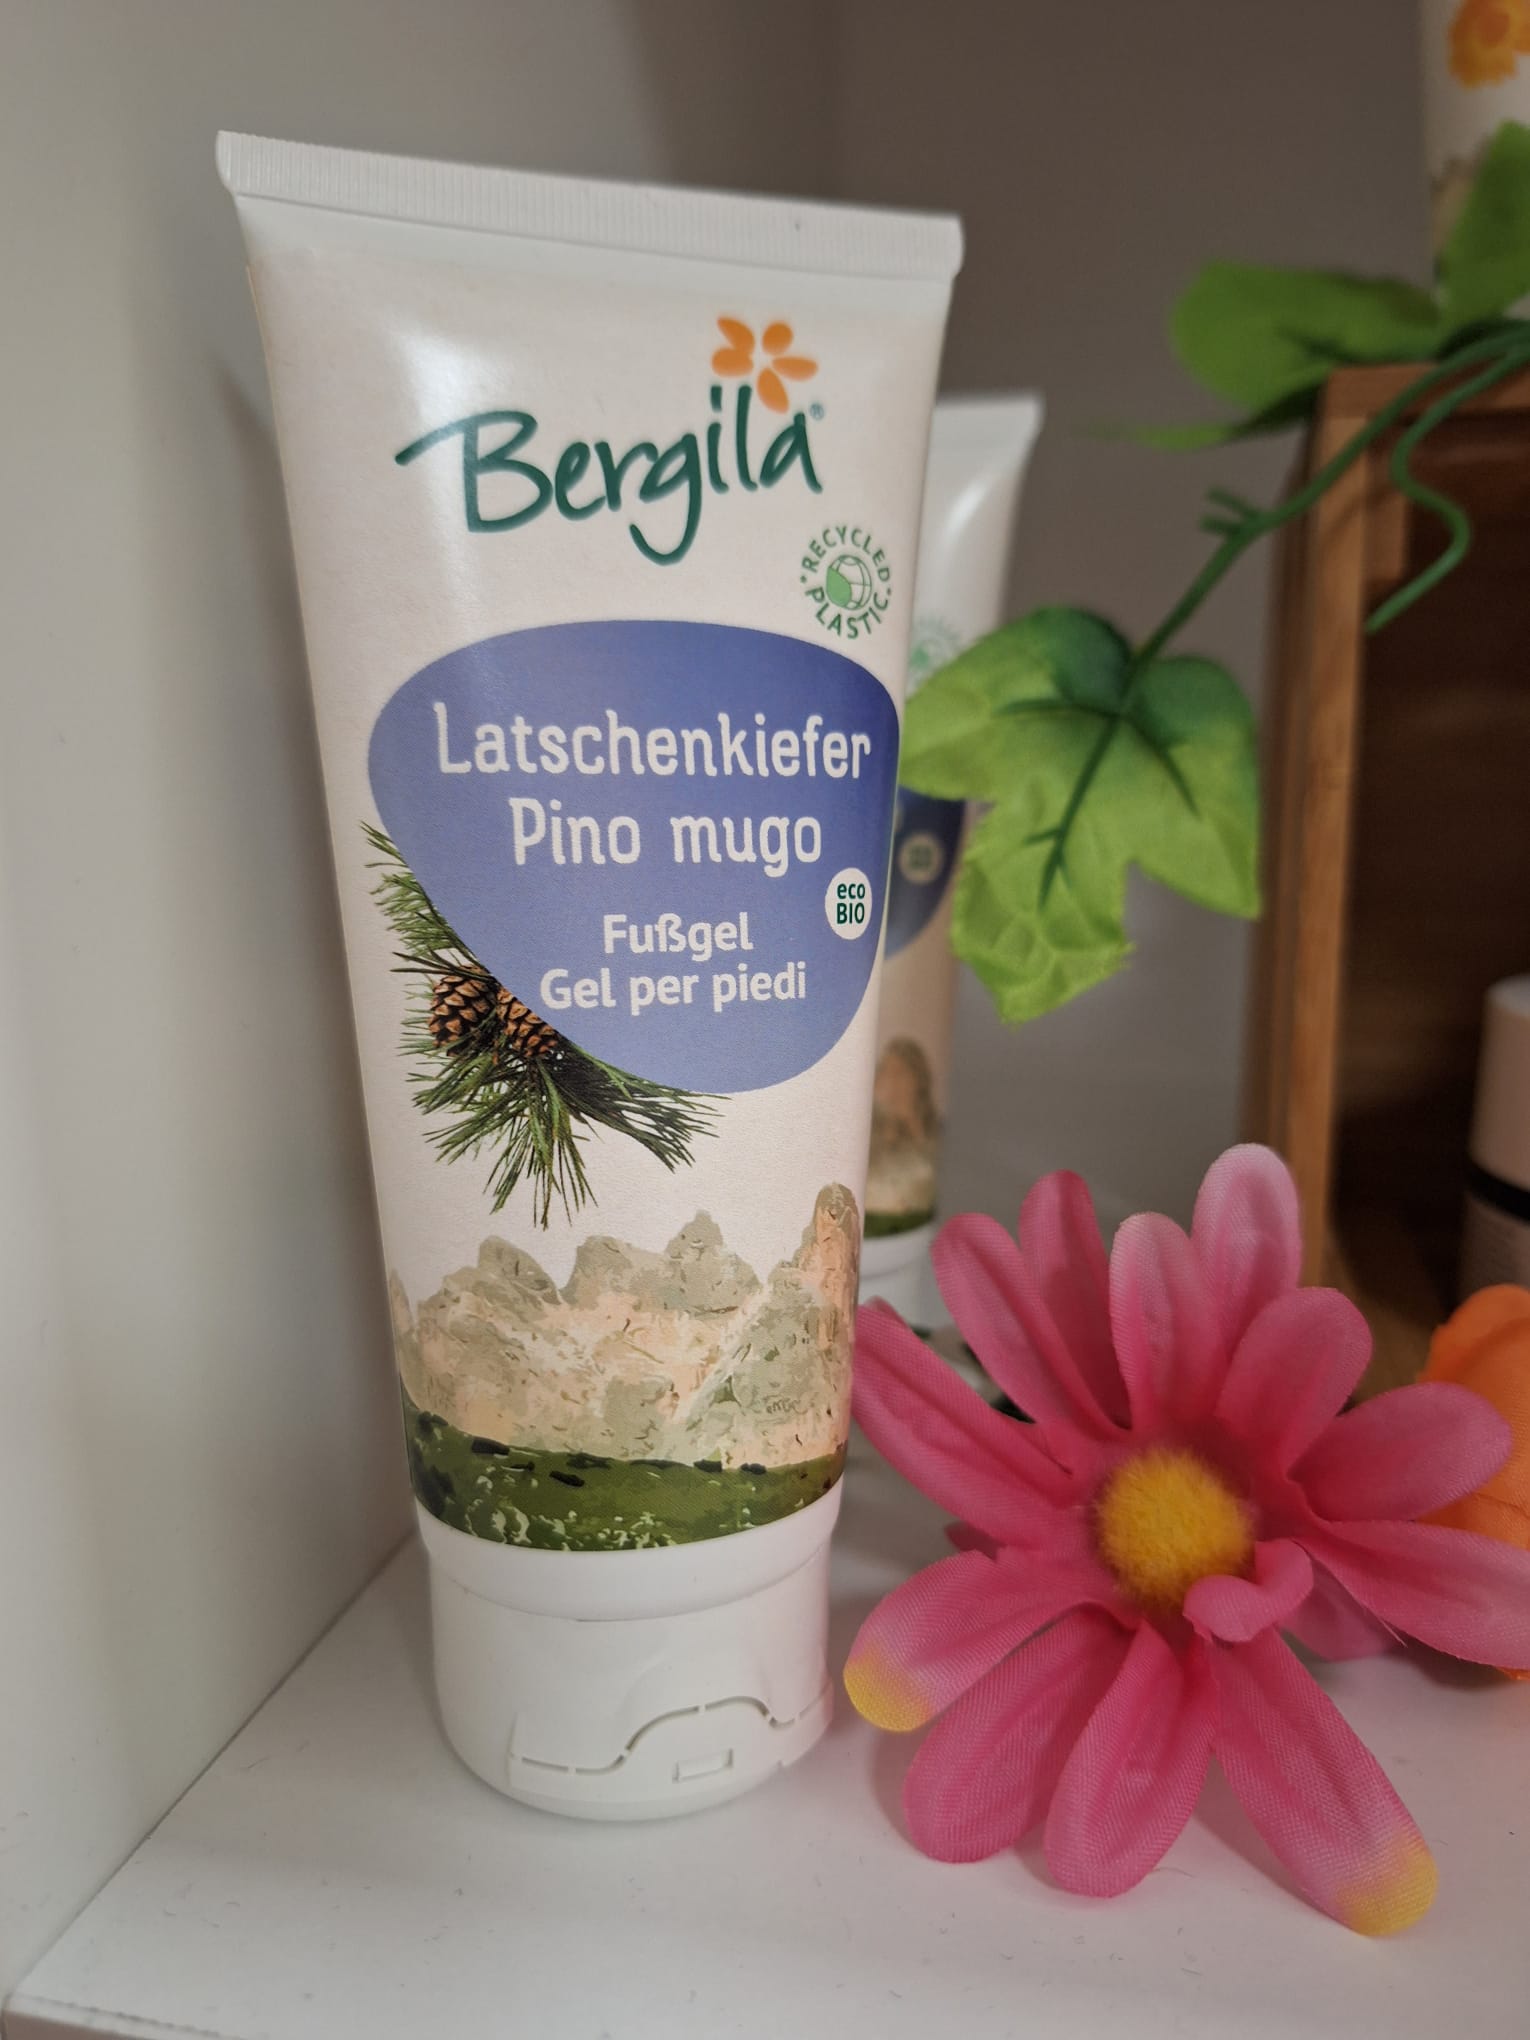 Bergila®
RECYCLED PLASTIC
Latschenkiefer
Pino mugo
eco
BIO
Fußgel
Gel per piedi